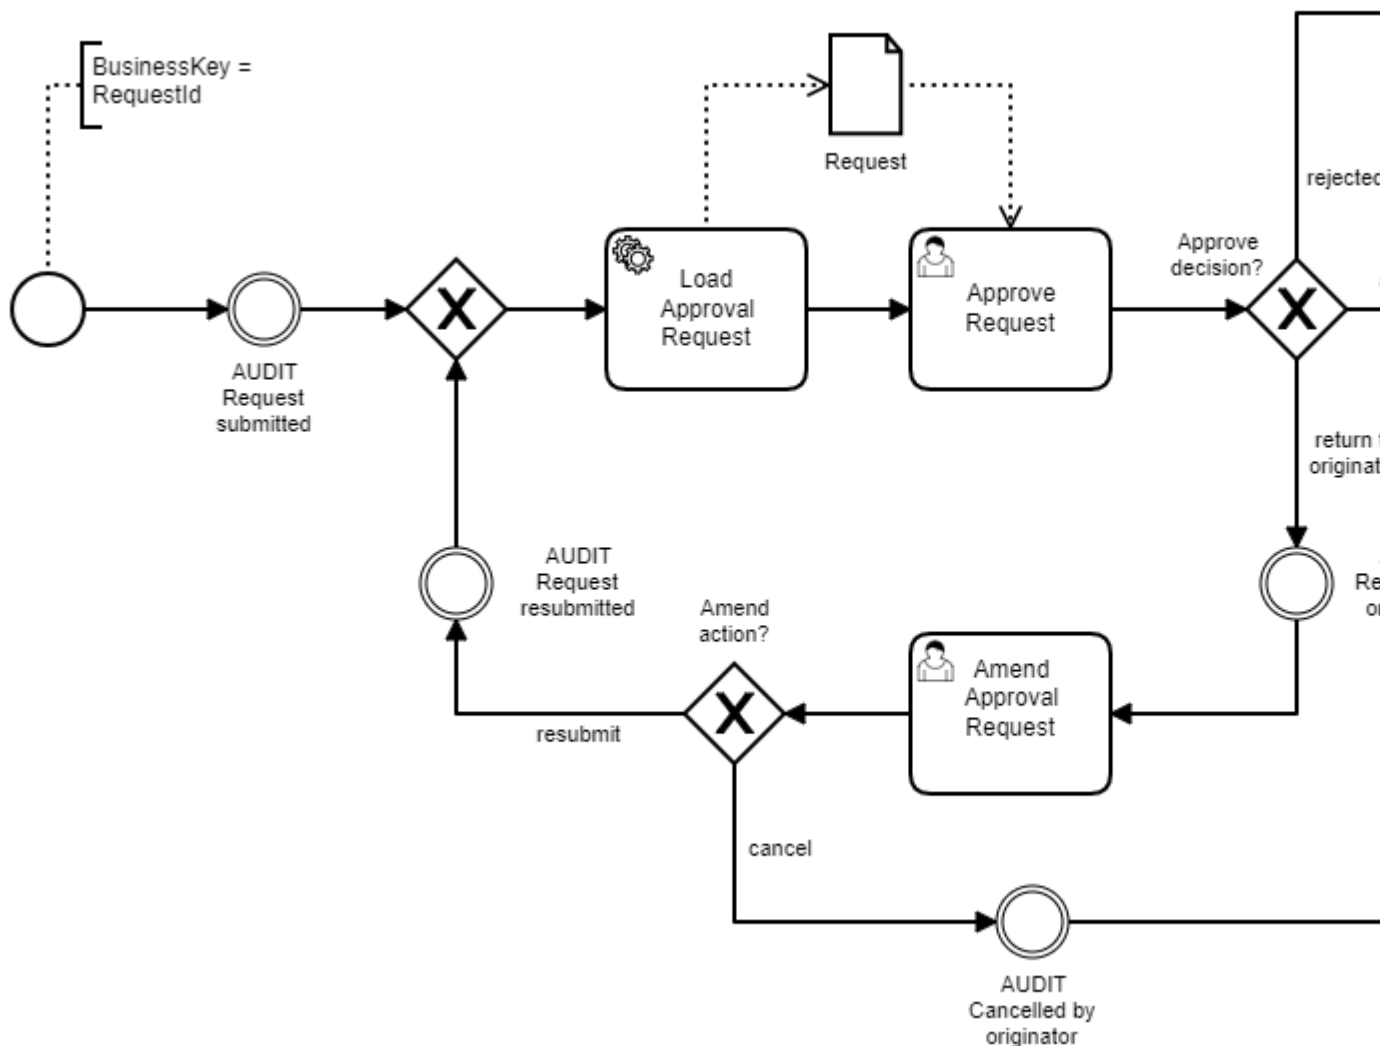 BusinessKey =
RequestId
Request
rejected
Approve
decision?
Load
Approval
Request
Approve
Request
AUDIT
Request
submitted
return
AUDIT
Request
resubmitted
Amend
action?
Amend
Approval
Request
resubmit
cancel
AUDIT
Cancelled by
originator